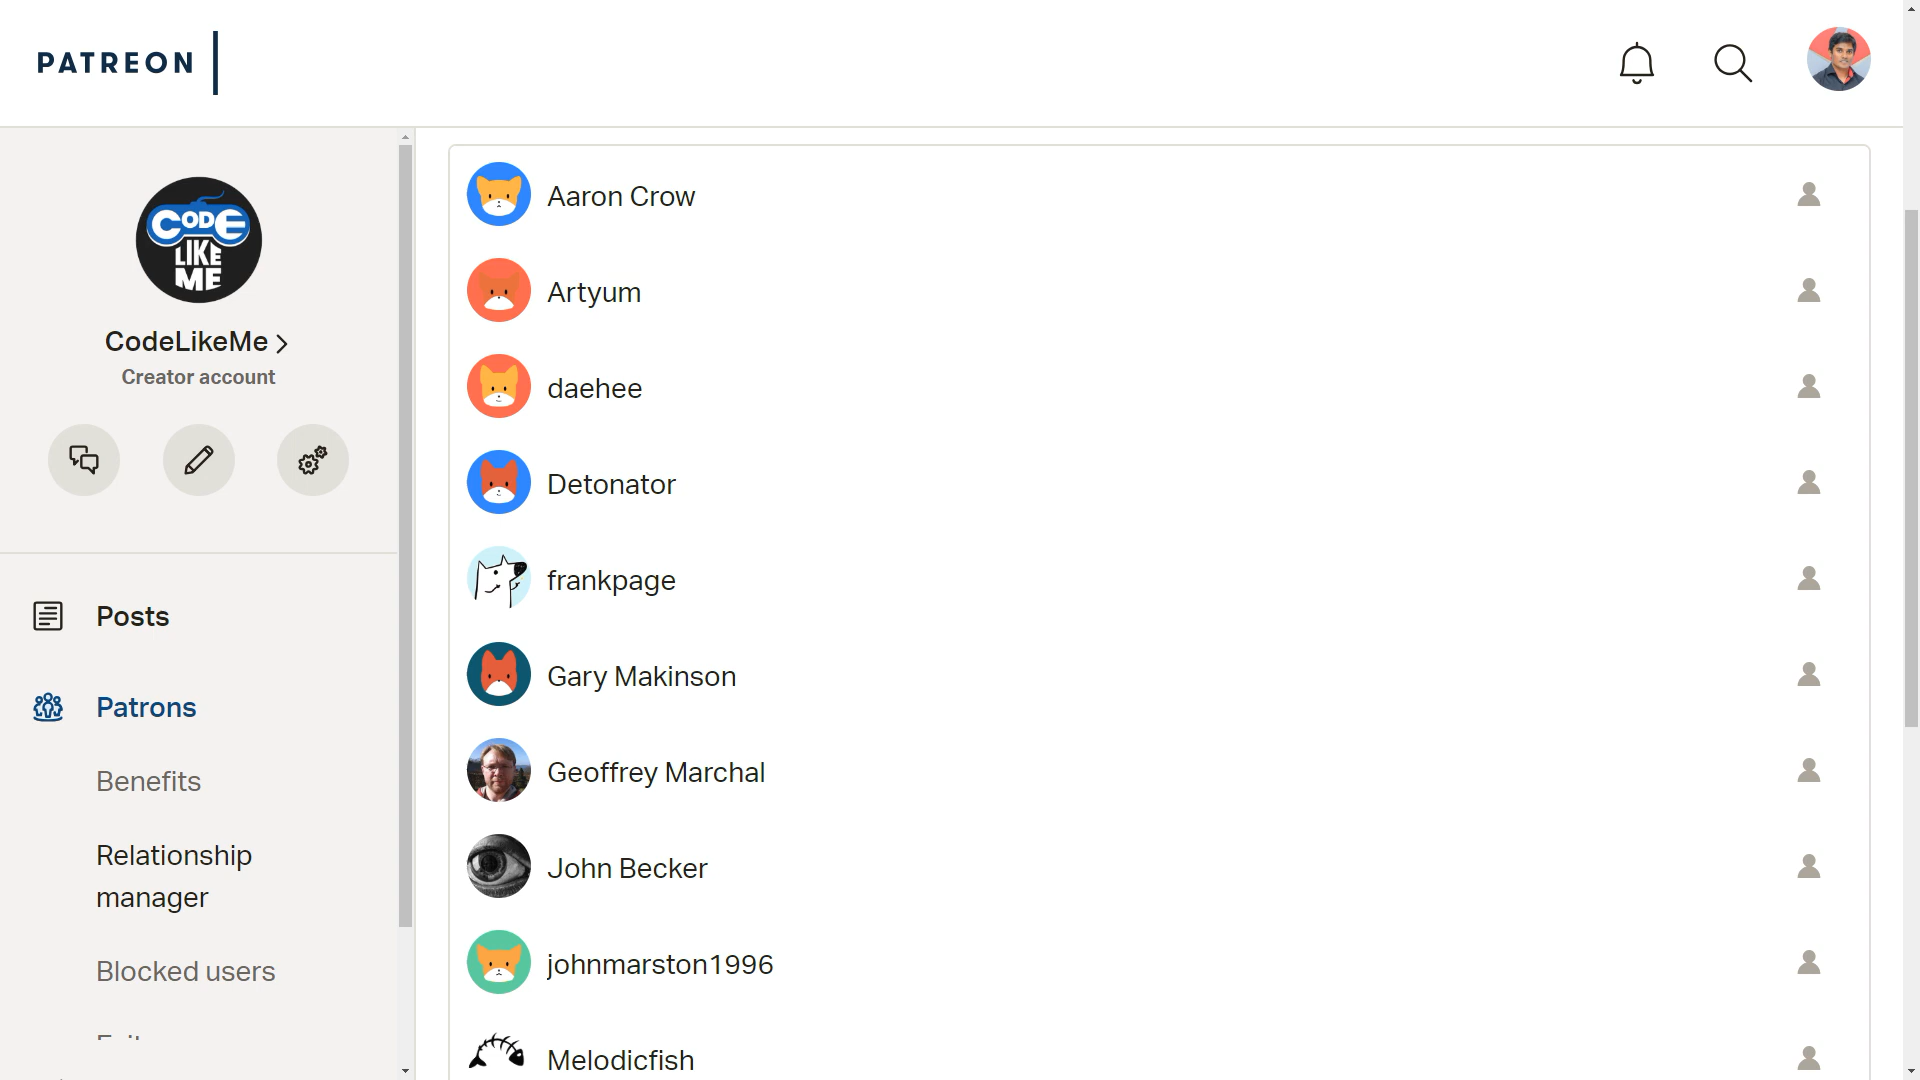 PATREON
CODE
LIKE
ME
CodeLikeMe
Creator account
Posts
Patrons
Benefits
Relationship
manager
Blocked users
Aaron Crow
Artyum
daehee
Detonator
frankpage
Gary Makinson
Geoffrey Marchal
John Becker
johnmarston1996
Melodicfish